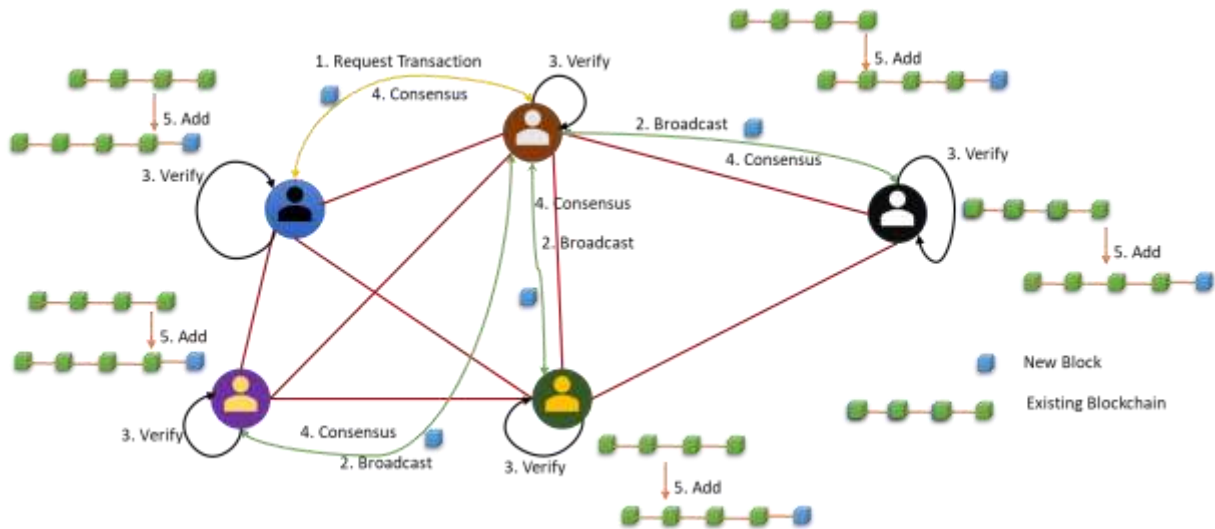 1. Request Transaction
3. Verify
4. Consensus
5. Add
5. Add
2. Broadcast
4. Consensus
3. Verify
3. Verify
4. Consensus
2. Broadcast
5. Add
5. Add
New Block
Existing Blockchain
3. Verify
4. Consensus
2. Broadcast
3. Verify
5. Add